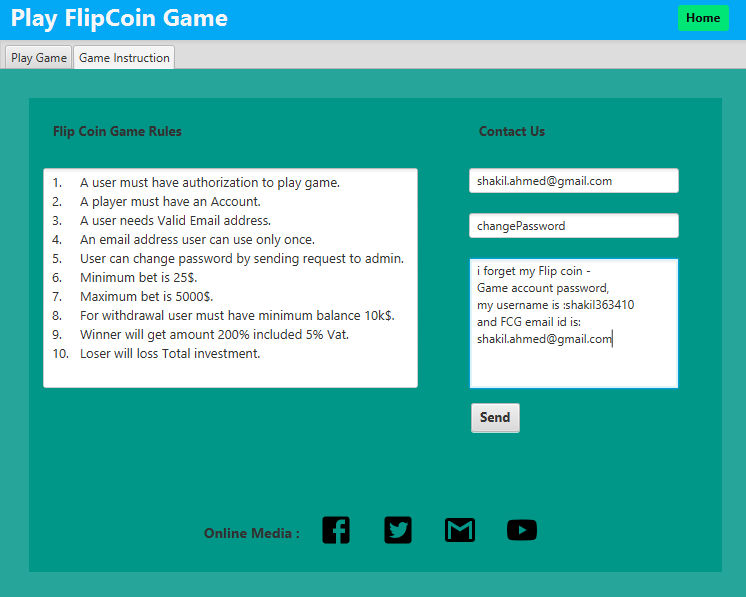 Play FlipCoin Game
Home
Play Game
Game Instruction
Flip Coin Game Rules
1. A user must have authorization to play game.
2. A player must have an Account.
3. A user needs Valid Email address.
4. An email address user can use only once.
5. User can change password by sending request to admin.
6. Minimum bet is 25$.
7. Maximum bet is 5000$.
8. For withdrawal user must have minimum balance 10k$.
9. Winner will get amount 200% included 5% Vat.
10. Loser will loss Total investment.
Contact Us
shakil.ahmed@gmail.com
changePassword
i forget my Flip coin -
Game account password,
my username is :shakil363410
and FCG email id is:
shakil.ahmed@gmail.com
Send
Online Media :